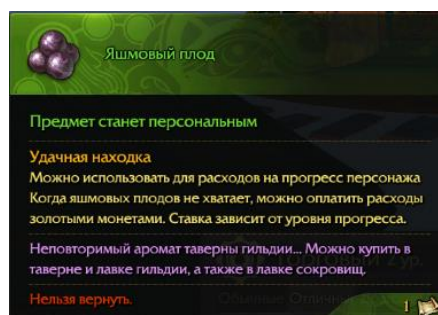 Яшмовый плод
Предмет станет персональным
Удачная находка
Можно использовать для расходов на прогресс персонажа
Когда яшмовых плодов не хватает, можно оплатить расходы
золотыми монетами. Ставка зависит от уровня прогресса.
Неповторимый аромат таверны гильдии... Можно купить в
таверне и лавке гильдии, а также в лавке сокровищ.
Нельзя вернуть.
1